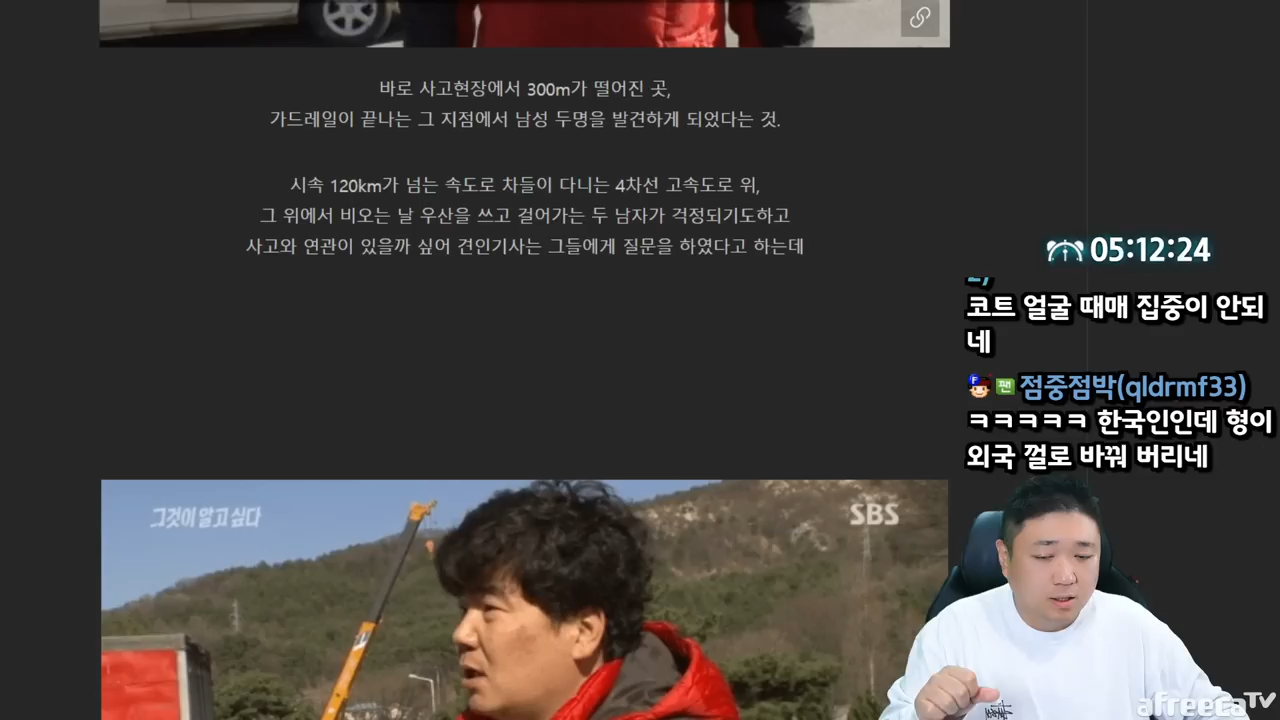 바로 사고현장에서 300m가 떨어진 곳,
가드레일이 끝나는 그 지점에서 남성 두명을 발견하게 되었다는 것.
시속 120km가 넘는 속도로 차들이 다니는 4차선 고속도로 위,
그 위에서 비오는 날 우산을 쓰고 걸어가는 두 남자가 걱정되기도하고
사고와 연관이 있을까 싶어 견인기사는 그들에게 질문을 하였다고 하는데
05:12:24
코트 얼굴 때매 집중이 안되
네
F 팬 점중점박(qldrmf33)
ㅋㅋㅋㅋㅋ 한국인인데 형이
외국 껄로 바꿔 버리네
그것이 알고싶다
SBS
afreecaTV